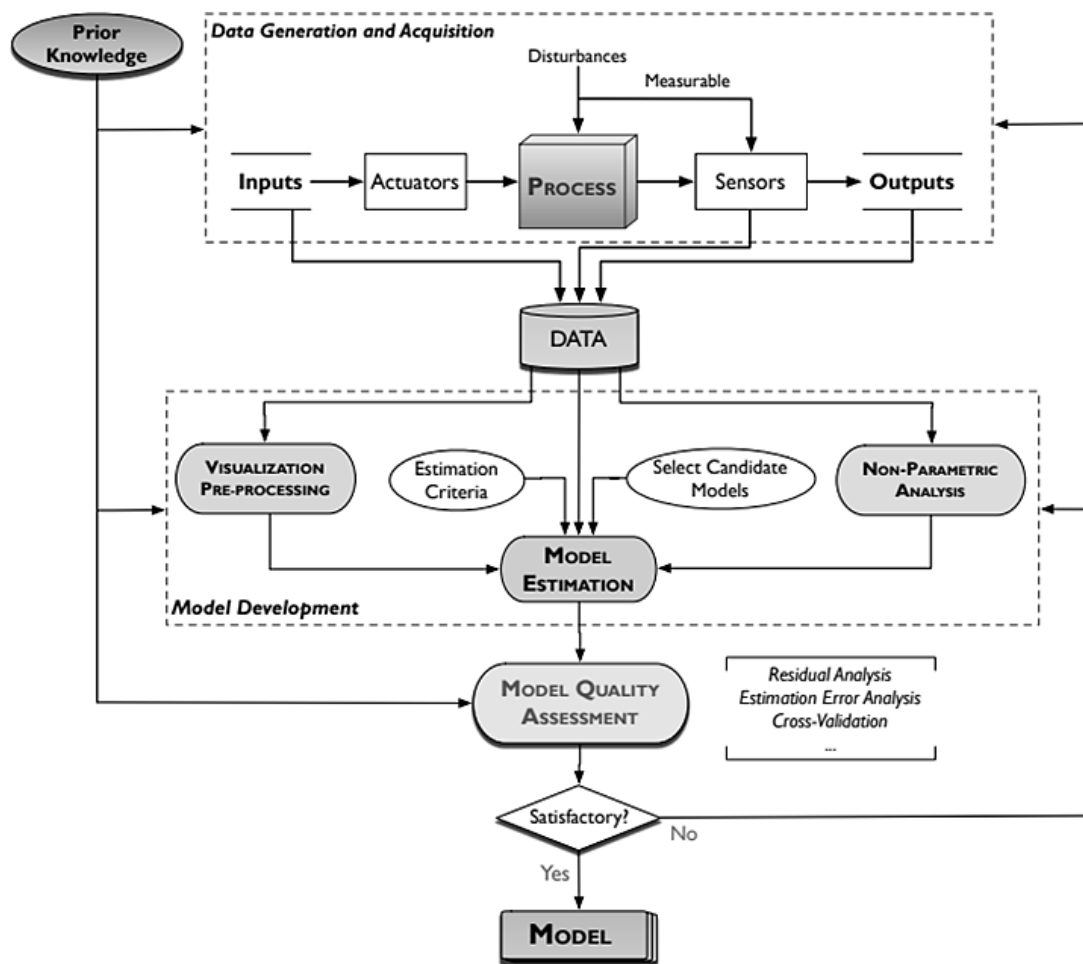 Prior
Knowledge
Data Generation and Acquisition
Disturbances
Measurable
Inputs
Actuators
PROCESS
Sensors
Outputs
DATA
VISUALIZATION
PRE-PROCESSING
Estimation
Criteria
Select Candidate
Models
NON-PARAMETRIC
ANALYSIS
MODEL
ESTIMATION
Model Development
MODEL QUALITY
ASSESSMENT
Residual Analysis
Estimation Error Analysis
Cross-Validation
...
Satisfactory?
No
Yes
MODEL